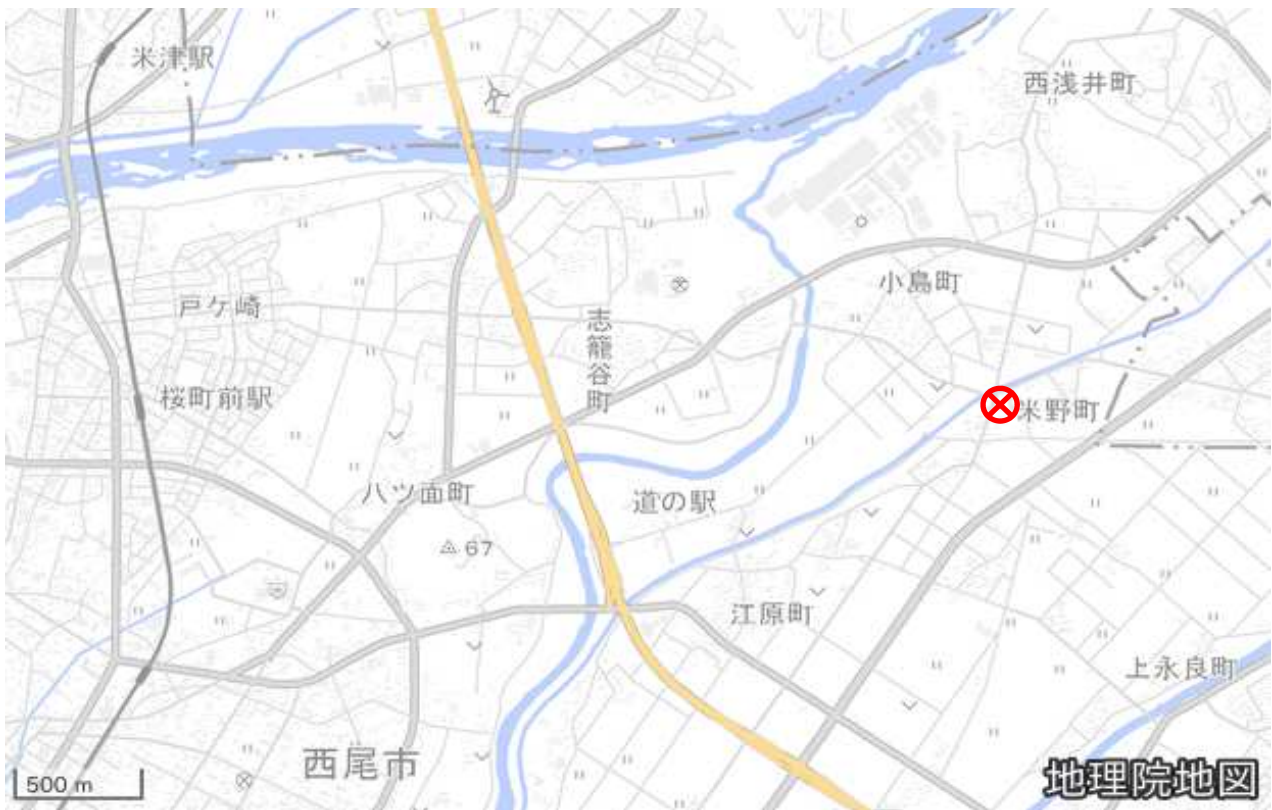 米津駅
西浅井町
小島町
戸ケ崎
志籠谷町
桜町前駅
米野町
八ツ面町
道の駅
67
江原町
上永良町
西尾市
500 m
地理院地図